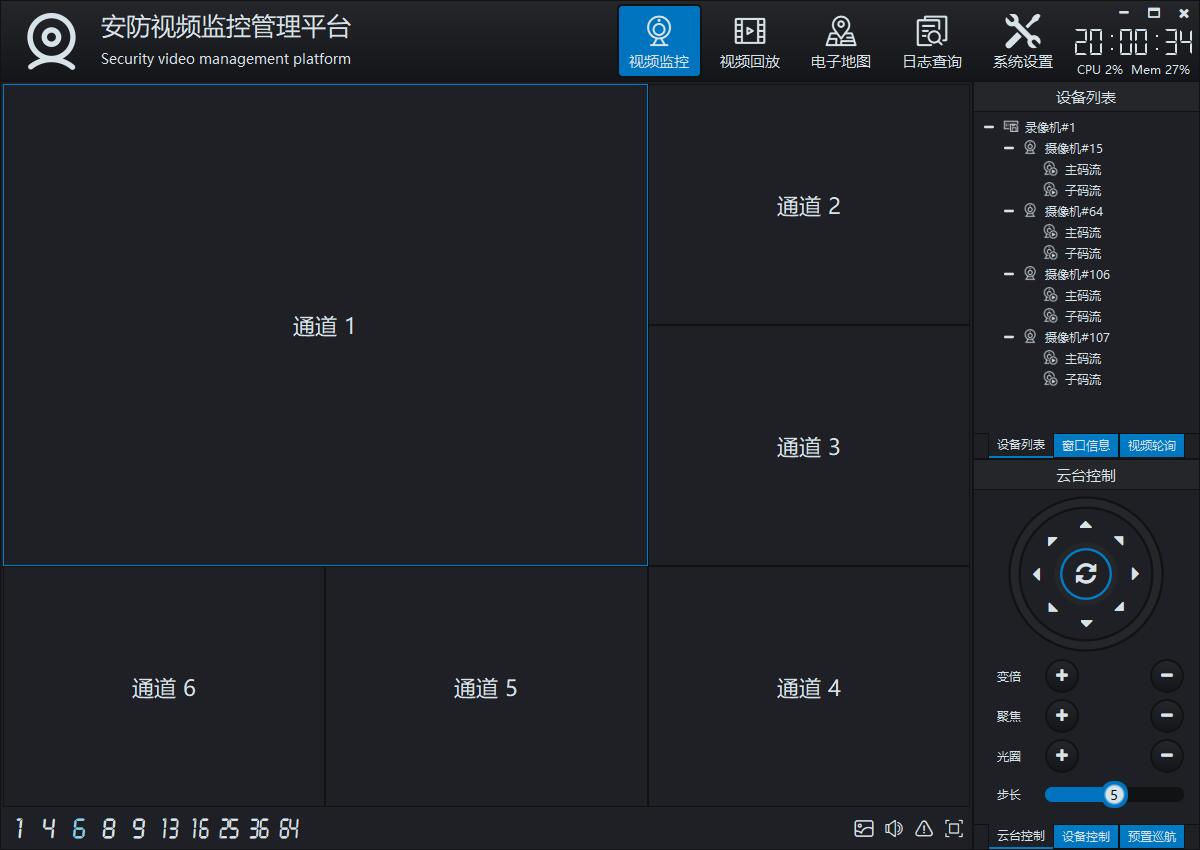 安防视频监控管理平台
Security video management platform
视频监控
视频回放
电子地图
日志查询
系统设置
20:00:34
CPU 2% Mem 27%
通道 1
通道 2
通道 3
通道 6
通道 5
通道 4
1 4 6 8 9 13 16 25 36 64
设备列表
录像机#1
摄像机#15
主码流
子码流
摄像机#64
主码流
子码流
摄像机#106
主码流
子码流
摄像机#107
主码流
子码流
设备列表 窗口信息 视频轮询
云台控制
变倍
聚焦
光圈
步长 5
云台控制 设备控制 预置巡航